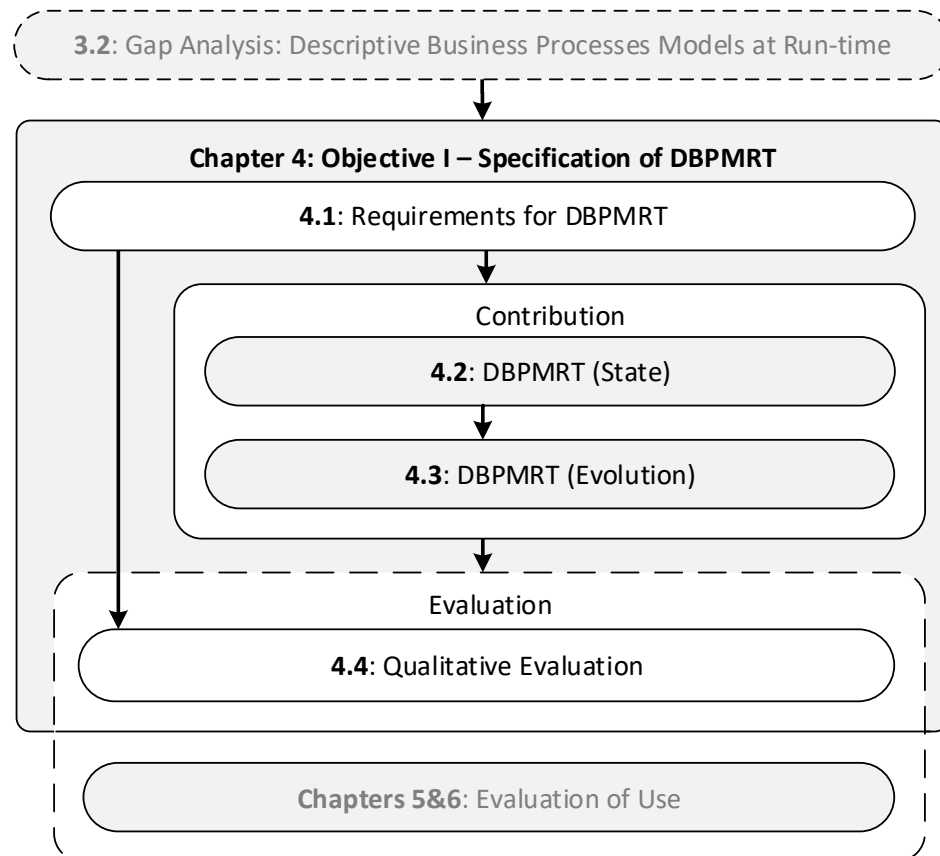 3.2: Gap Analysis: Descriptive Business Processes Models at Run-time
Chapter 4: Objective I – Specification of DBPMRT
4.1: Requirements for DBPMRT
Contribution
4.2: DBPMRT (State)
4.3: DBPMRT (Evolution)
Evaluation
4.4: Qualitative Evaluation
Chapters 5&6: Evaluation of Use